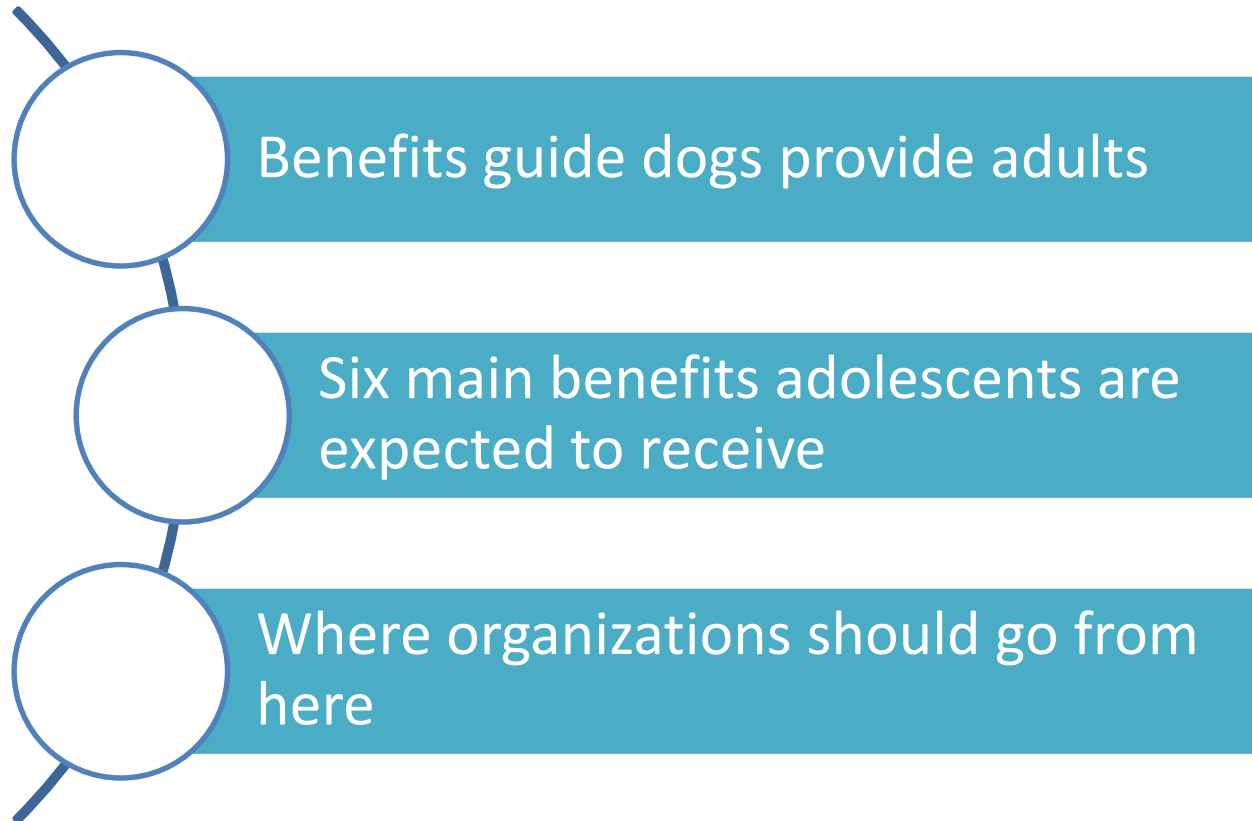 Benefits guide dogs provide adults
Six main benefits adolescents are
expected to receive
Where organizations should go from
here